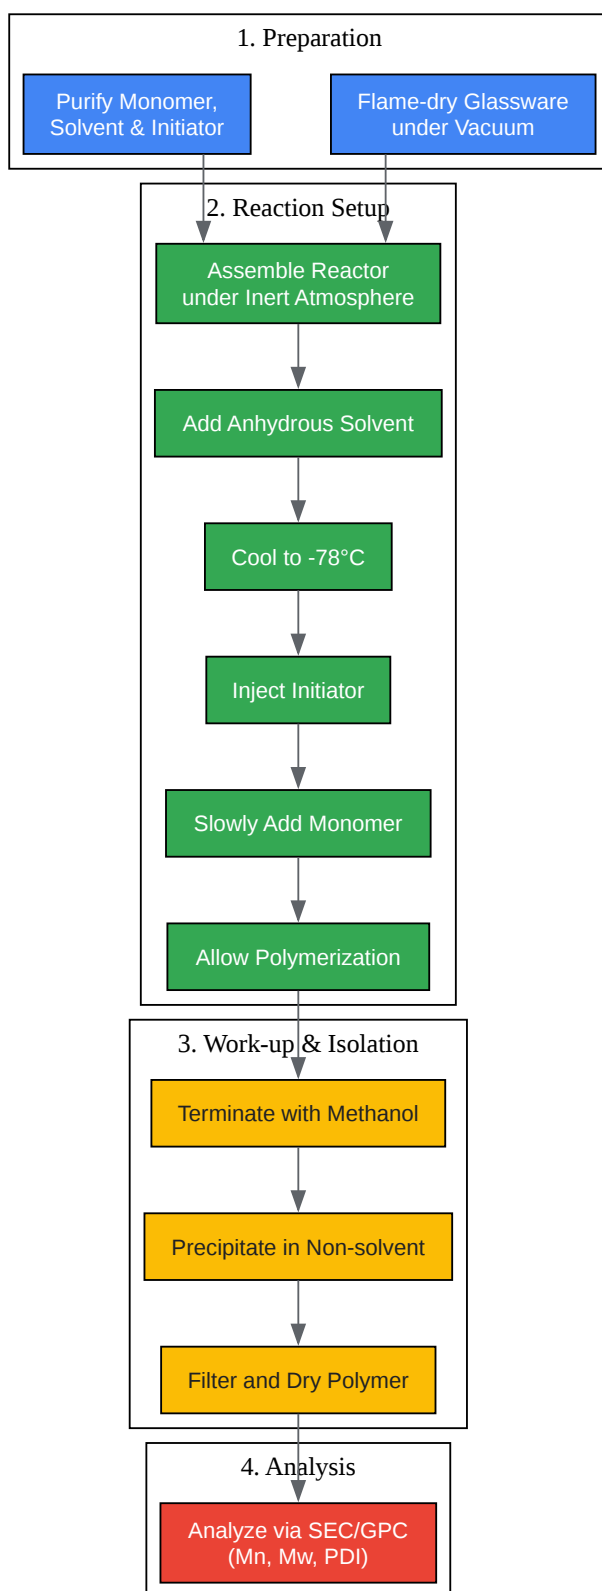 1. Preparation
Purify Monomer,
Solvent & Initiator
Flame-dry Glassware
under Vacuum
2. Reaction Setup
Assemble Reactor
under Inert Atmosphere
Add Anhydrous Solvent
Cool to -78°C
Inject Initiator
Slowly Add Monomer
Allow Polymerization
3. Work-up & Isolation
Terminate with Methanol
Precipitate in Non-solvent
Filter and Dry Polymer
4. Analysis
Analyze via SEC/GPC
(Mn, Mw, PDI)